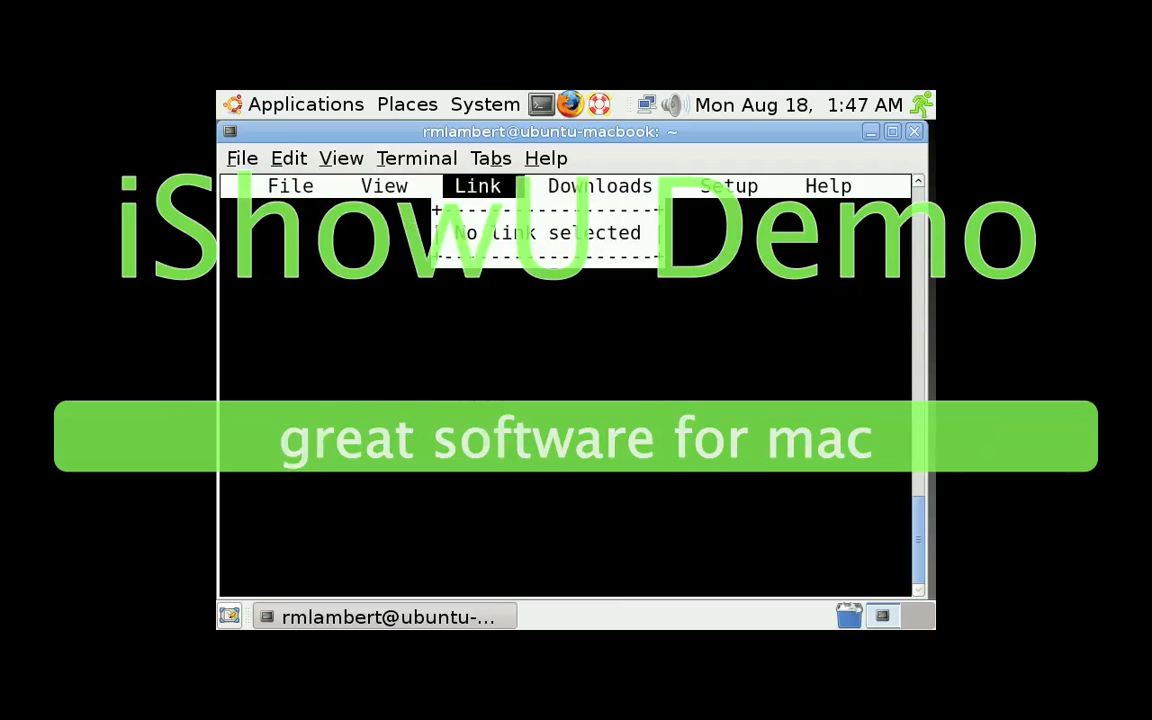 Applications Places System Mon Aug 18, 1:47 AM
rmlambert@ubuntu-macbook: ~
File Edit View Terminal Tabs Help
File View Link Downloads Setup Help
iShowU Demo
No link selected
great software for mac
rmlambert@ubuntu-...